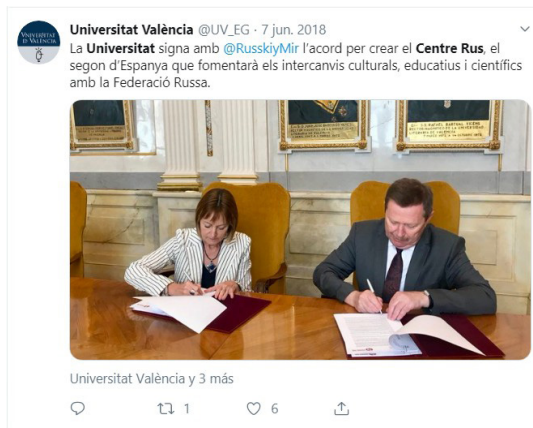 Universitat València @UV_EG · 7 jun. 2018
La Universitat signa amb @RusskiyMir l'acord per crear el Centre Rus, el
segon d'Espanya que fomentarà els intercanvis culturals, educatius i científics
amb la Federació Russa.
Universitat València y 3 más
1
6